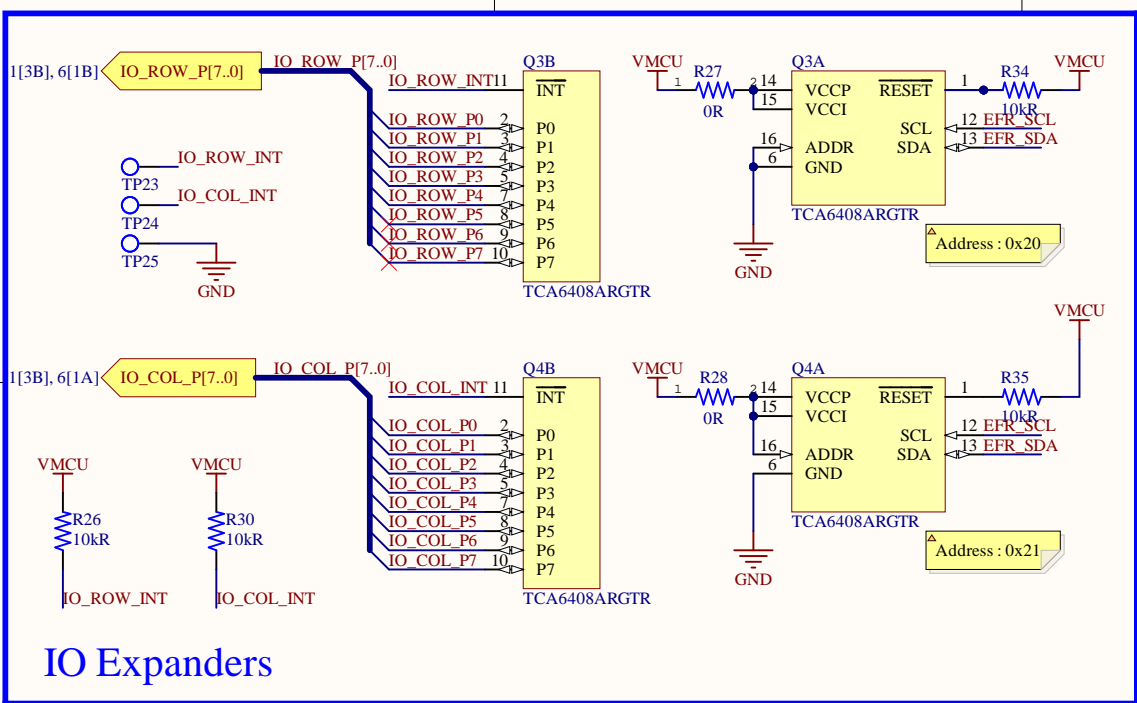 1[3B], 6[1B]
IO_ROW_P[7..0]
IO_ROW_P[7..0]
Q3B
IO_ROW_INT 11 INT
IO_ROW_P0 2 P0
IO_ROW_P1 3 P1
IO_ROW_P2 4 P2
IO_ROW_P3 5 P3
IO_ROW_P4 7 P4
IO_ROW_P5 8 P5
IO_ROW_P6 9 P6
IO_ROW_P7 10 P7
TCA6408ARGTR
IO_ROW_INT
TP23
IO_COL_INT
TP24
TP25
GND
VMCU
1 R27 2
0R
Q3A
14 VCCP
15 VCCI
16 ADDR
6 GND
RESET 1
SCL 12 EFR_SCL
SDA 13 EFR_SDA
R34
10kR
VMCU
TCA6408ARGTR
GND
Address : 0x20
1[3B], 6[1A]
IO_COL_P[7..0]
IO_COL_P[7..0]
Q4B
IO_COL_INT 11 INT
IO_COL_P0 2 P0
IO_COL_P1 3 P1
IO_COL_P2 4 P2
IO_COL_P3 5 P3
IO_COL_P4 7 P4
IO_COL_P5 8 P5
IO_COL_P6 9 P6
IO_COL_P7 10 P7
TCA6408ARGTR
VMCU
R26
10kR
IO_ROW_INT
VMCU
R30
10kR
IO_COL_INT
VMCU
1 R28 2
0R
Q4A
14 VCCP
15 VCCI
16 ADDR
6 GND
RESET 1
SCL 12 EFR_SCL
SDA 13 EFR_SDA
R35
10kR
VMCU
TCA6408ARGTR
GND
Address : 0x21
IO Expanders